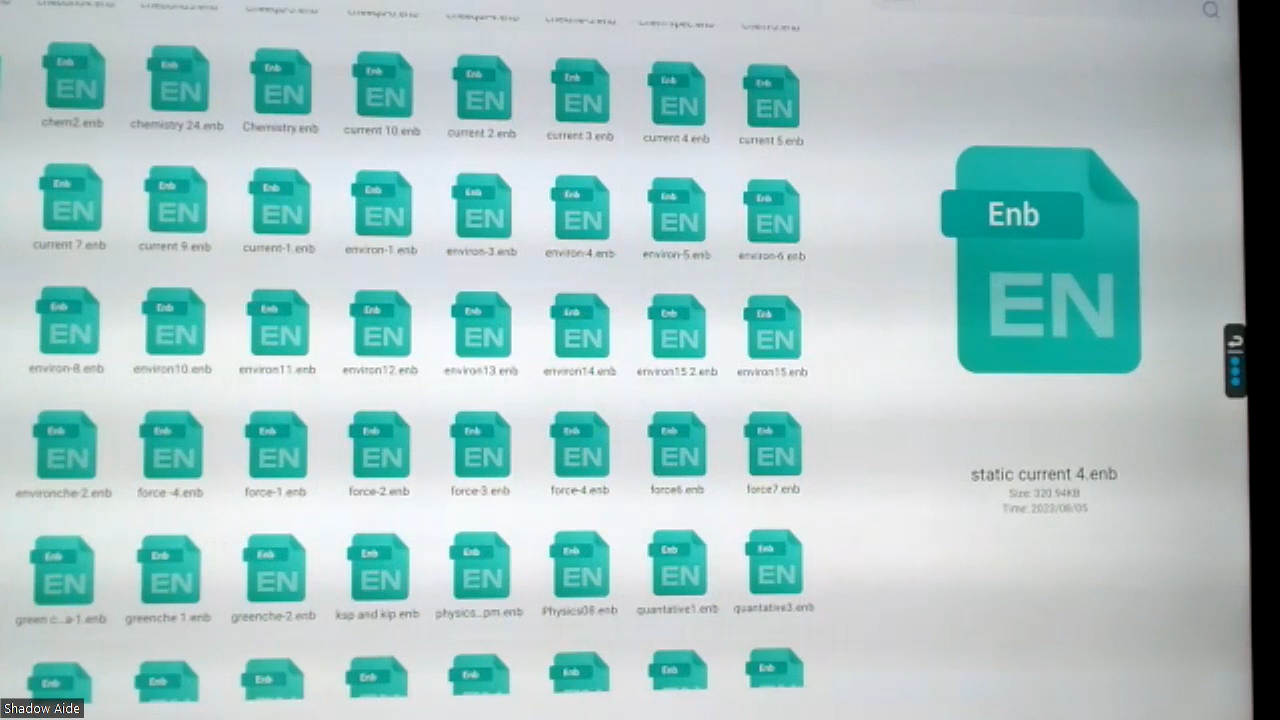 chem2.enb chemistry 24.enb Chemistry.enb current 10.enb current 2.enb current 3.enb current 4.enb current 5.enb
current 7.enb current 9.enb current-1.enb environ-1.enb environ-3.enb environ-4.enb environ-5.enb environ-6.enb
environ-8.enb environ10.enb environ11.enb environ12.enb environ13.enb environ14.enb environ15 2.enb environ15.enb
environche-2.enb force -4.enb force-1.enb force-2.enb force-3.enb force-4.enb force6.enb force7.enb
green c...a-1.enb greenche 1.enb greenche-2.enb ksp and kip.enb physics...pm.enb Physics08.enb quantative1.enb quantative3.enb
Enb
EN
static current 4.enb
Size: 320.94KB
Time: 2023/08/05
Shadow Aide